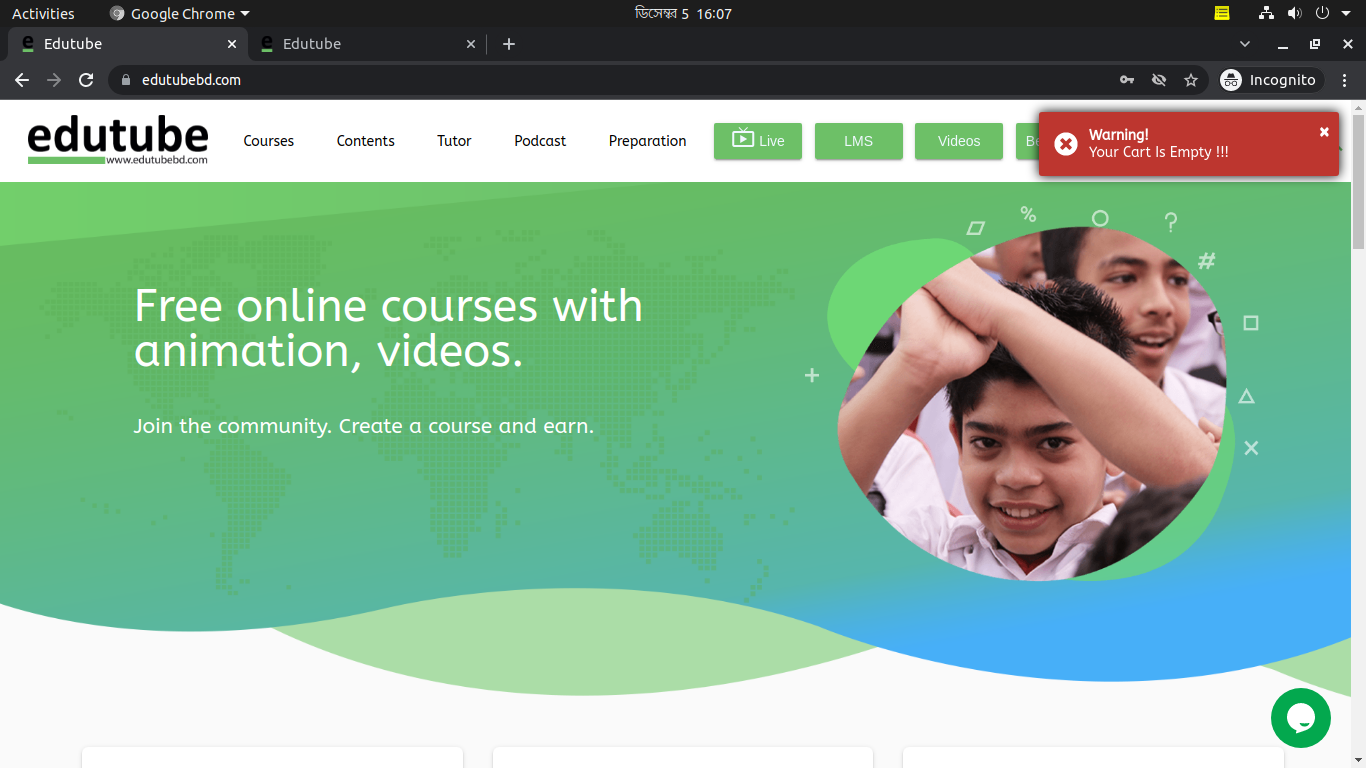 Activities
Google Chrome
ডিসেম্বর 5 16:07
Edutube
Edutube
edutubebd.com
Incognito
edutube
www.edutubebd.com
Courses
Contents
Tutor
Podcast
Preparation
Live
LMS
Videos
Be
Warning!
Your Cart Is Empty !!!
Free online courses with
animation, videos.
Join the community. Create a course and earn.